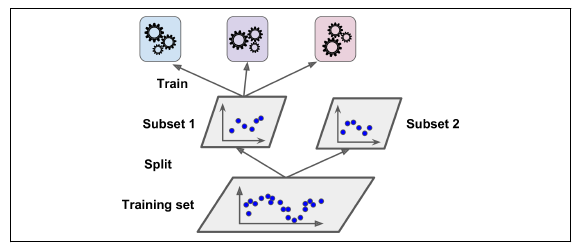 Train
Subset 1
Subset 2
Split
Training set